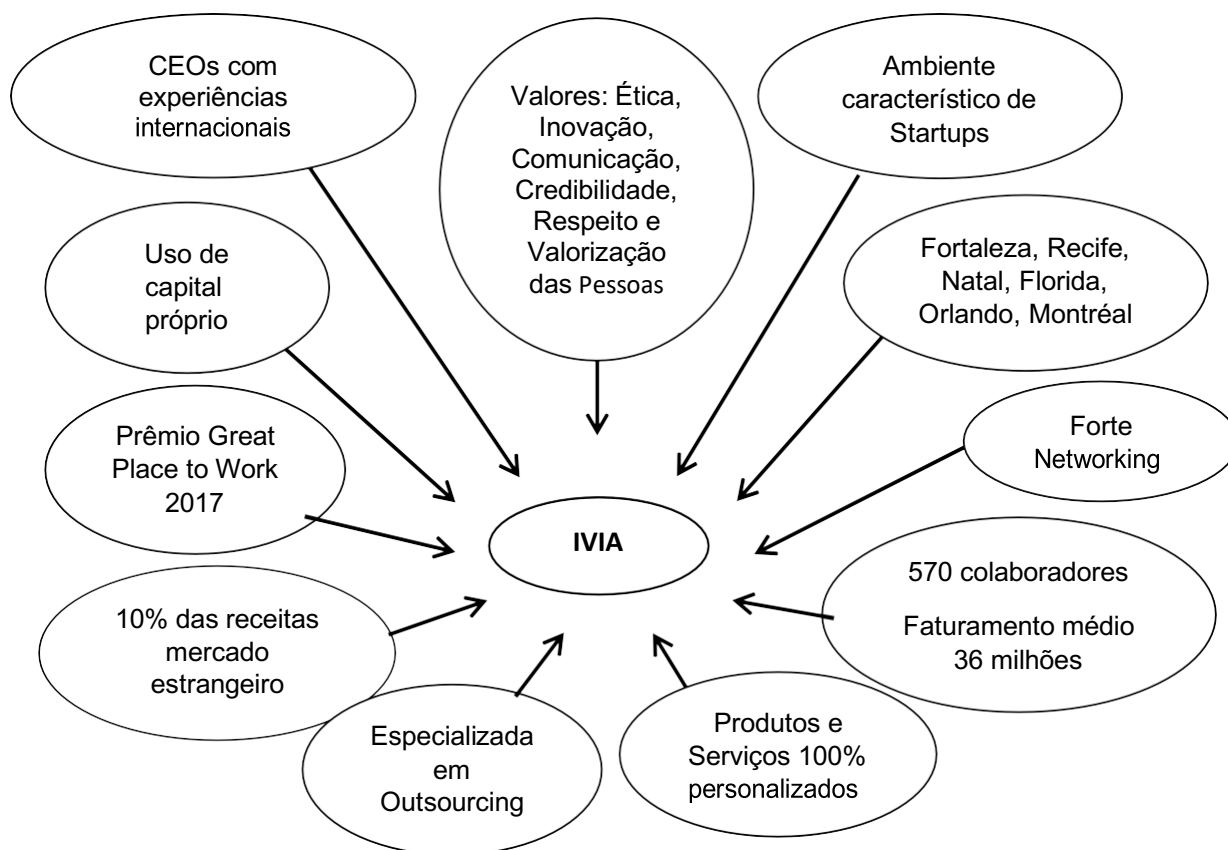 CEOs com
experiências
internacionais
Valores: Ética,
Inovação,
Comunicação,
Credibilidade,
Respeito e
Valorização
das Pessoas
Ambiente
característico de
Startups
Uso de
capital
próprio
Fortaleza, Recife,
Natal, Florida,
Orlando, Montréal
Prêmio Great
Place to Work
2017
Forte
Networking
IVIA
570 colaboradores
Faturamento médio
36 milhões
10% das receitas
mercado
estrangeiro
Especializada
em
Outsourcing
Produtos e
Serviços 100%
personalizados